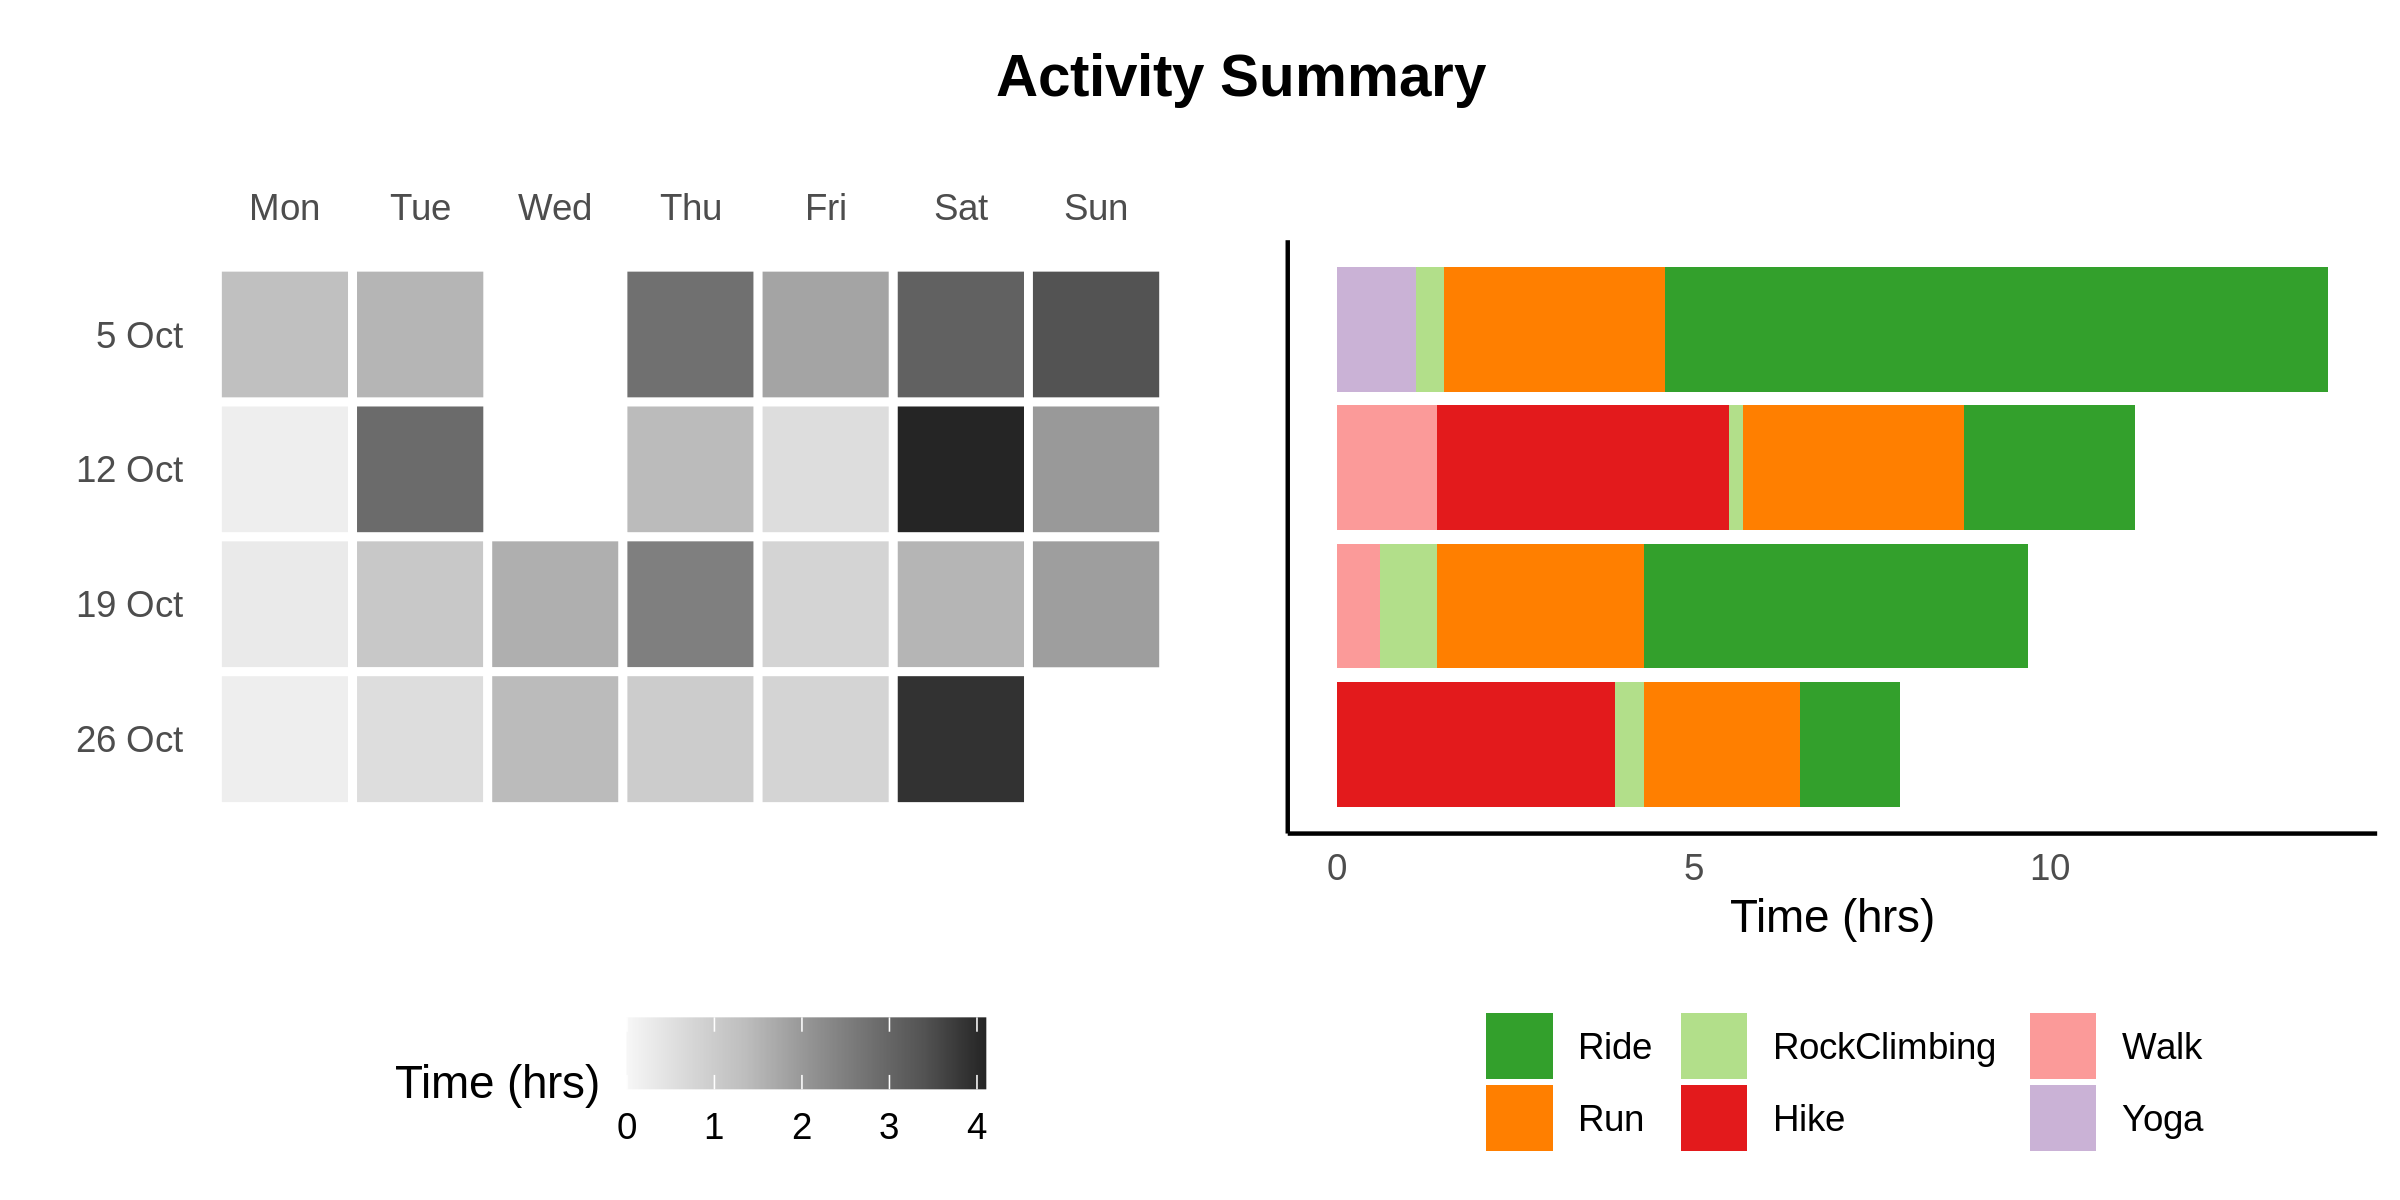 Activity Summary
Mon Tue Wed Thu Fri Sat Sun
5 Oct
12 Oct
19 Oct
26 Oct
0 5 10
Time (hrs)
Time (hrs)
0 1 2 3 4
Ride RockClimbing Walk
Run Hike Yoga